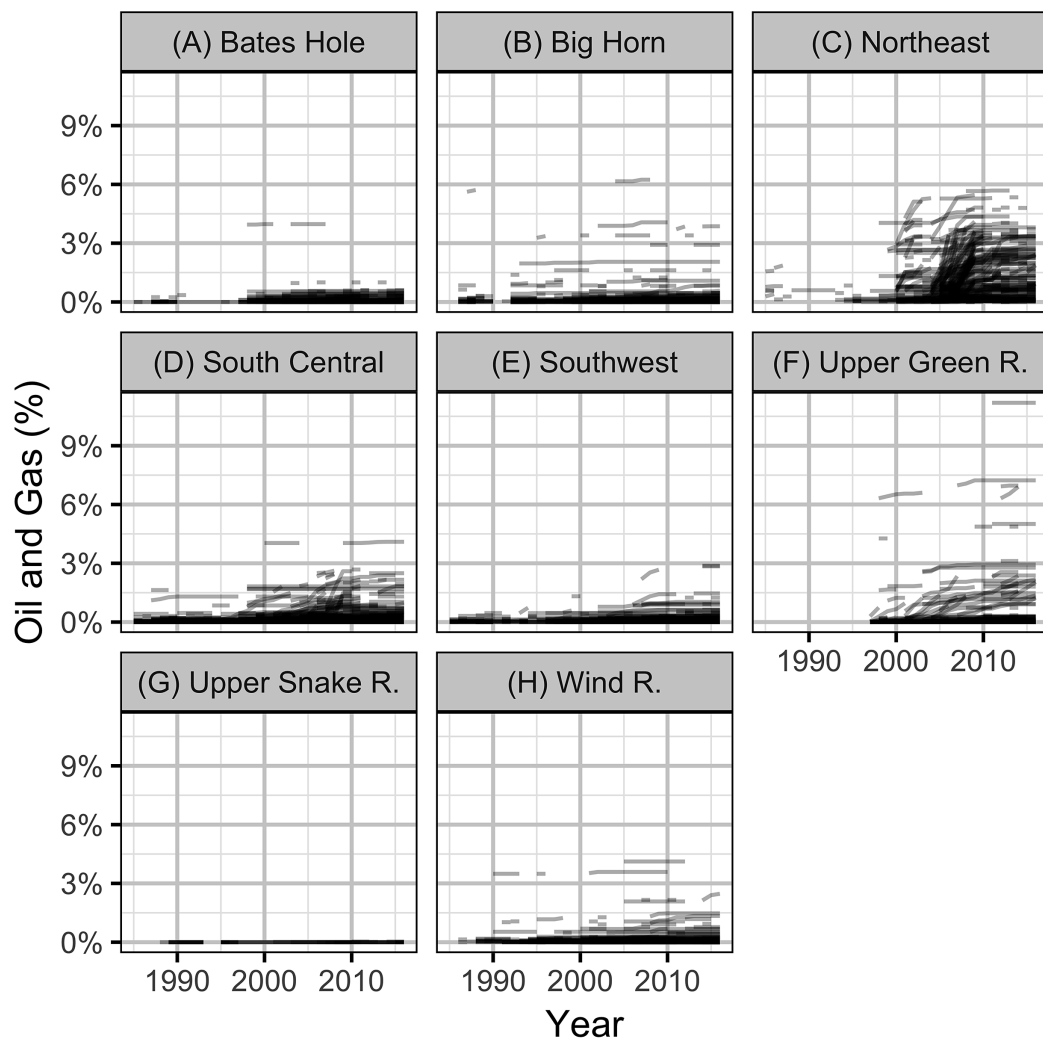 (A) Bates Hole
(B) Big Horn
(C) Northeast
9%
6%
3%
0%
(D) South Central
(E) Southwest
(F) Upper Green R.
9%
6%
3%
0%
1990 2000 2010
(G) Upper Snake R.
(H) Wind R.
9%
6%
3%
0%
1990 2000 2010
1990 2000 2010
Oil and Gas (%)
Year